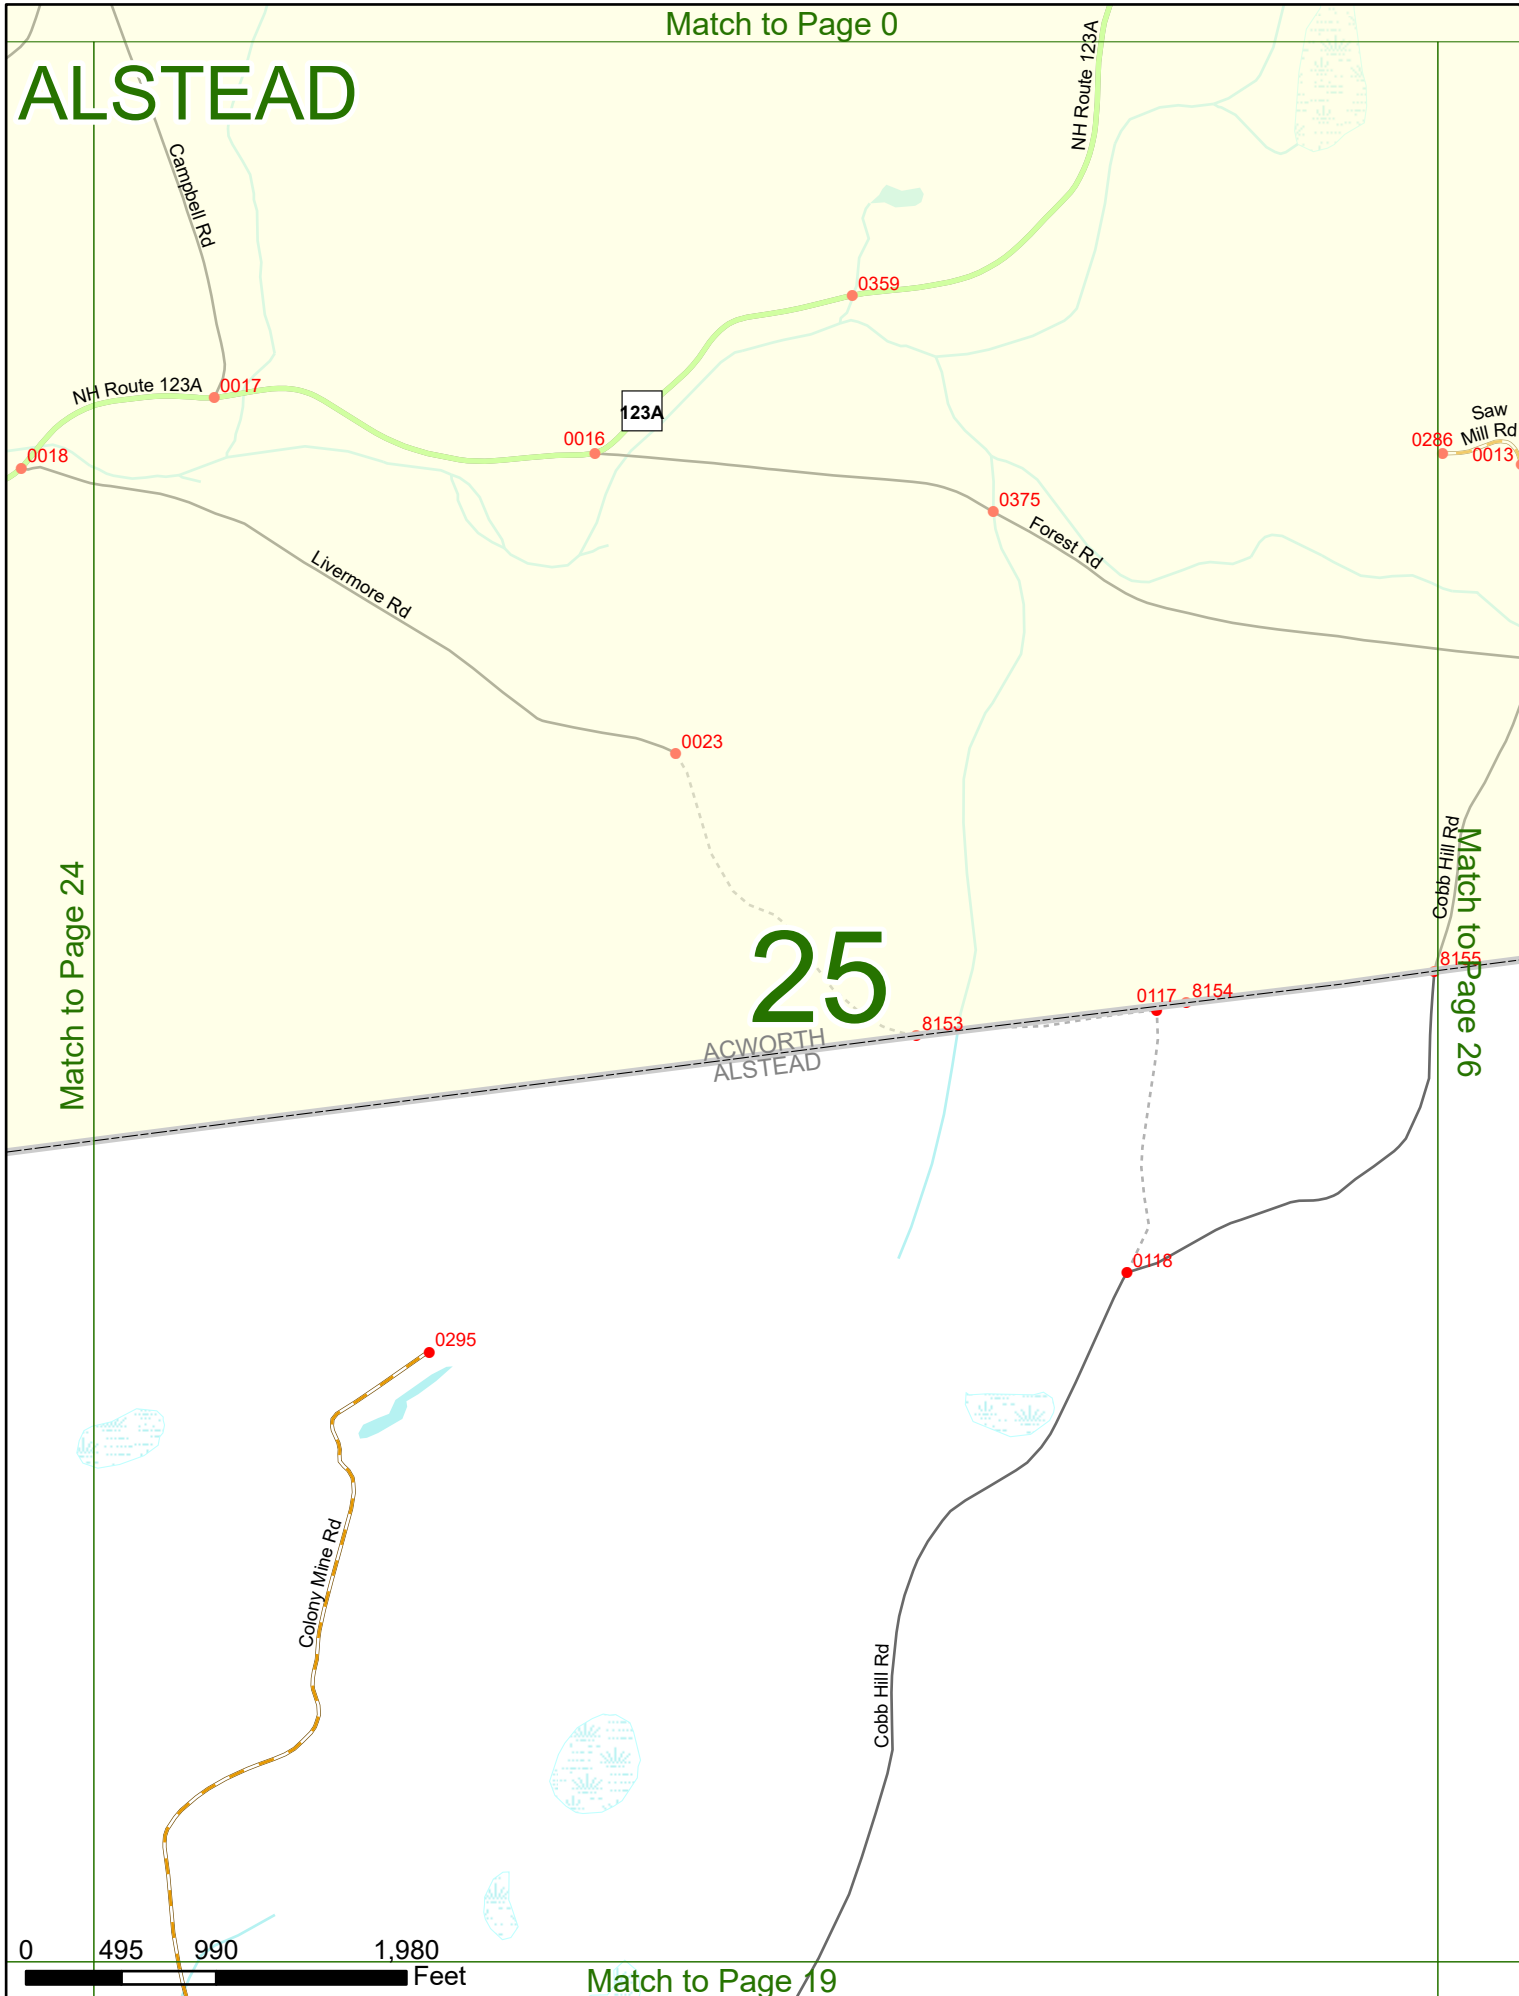 Match to Page 0
ALSTEAD
NH Route 123A
Campbell Rd
0359
NH Route 123A
0017
123A
0016
0018
Saw
Mill Rd
0286
0013
0375
Forest Rd
Livermore Rd
0023
Cobb Hill Rd
Match to Page 24
Match to Page 26
25
8155
8154
0117
8153
ACWORTH
ALSTEAD
0118
0295
Colony Mine Rd
Cobb Hill Rd
0 495 990 1,980
Feet
Match to Page 19